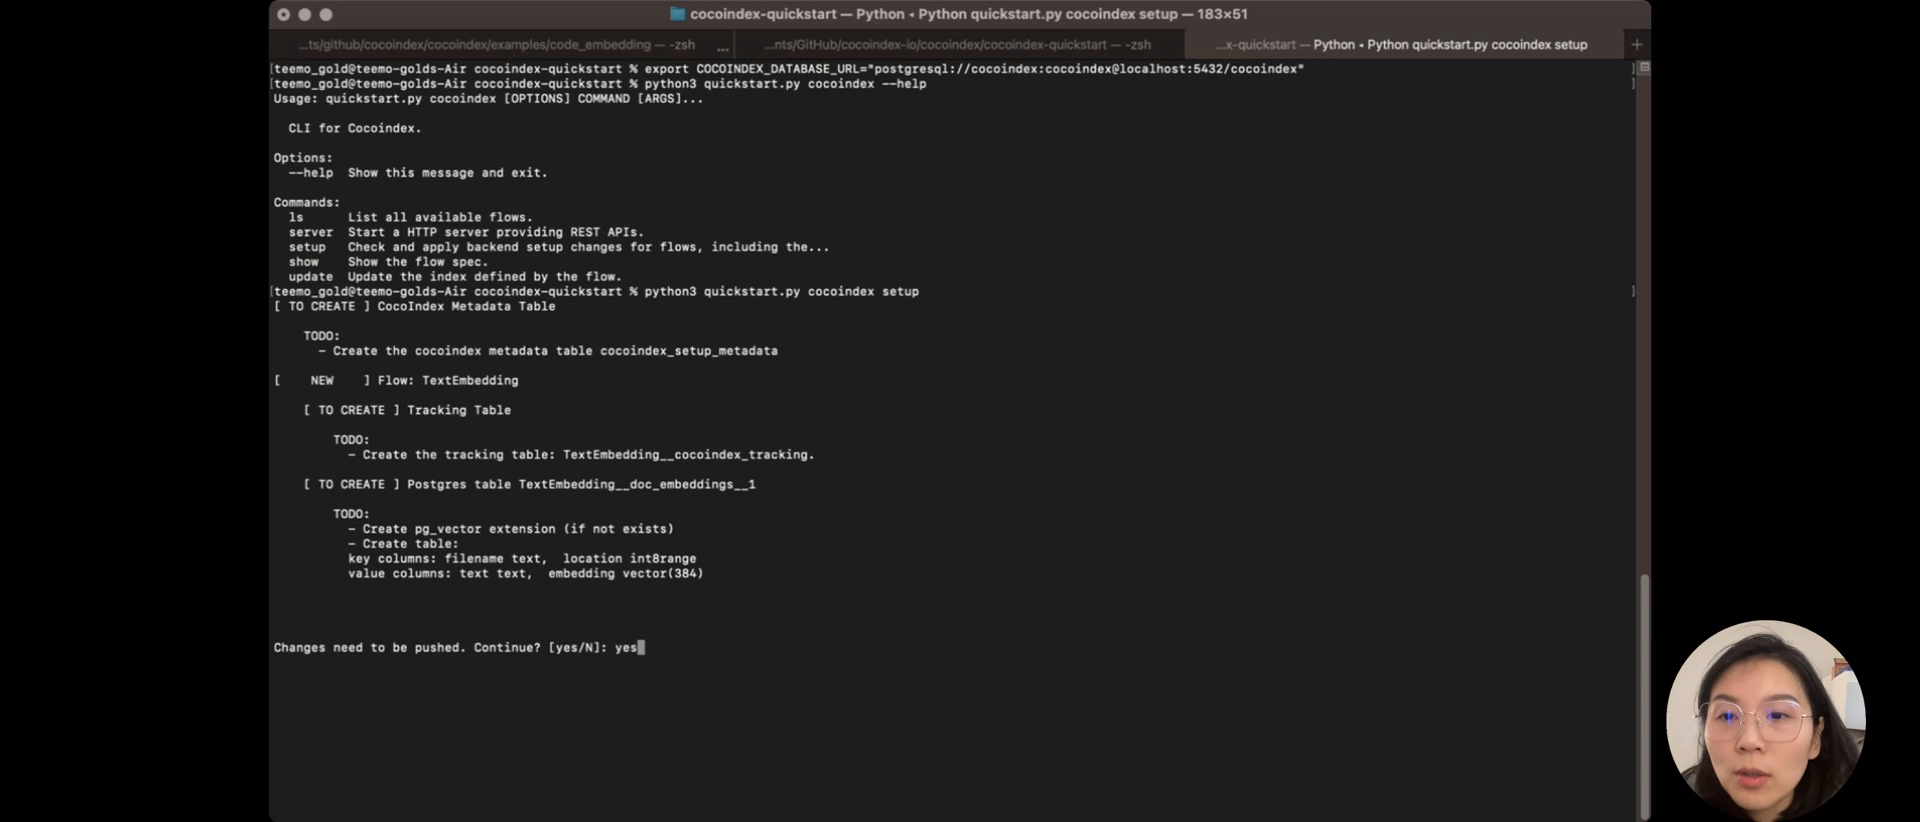 cocoindex-quickstart — Python ◂ Python quickstart.py cocoindex setup — 183×51
...ts/github/cocoindex/cocoindex/examples/code_embedding — -zsh ...
...nts/GitHub/cocoindex-io/cocoindex/cocoindex-quickstart — -zsh
...x-quickstart — Python ◂ Python quickstart.py cocoindex setup +
[teemo_gold@teemo-golds-Air cocoindex-quickstart % export COCOINDEX_DATABASE_URL="postgresql://cocoindex:cocoindex@localhost:5432/cocoindex" ]
[teemo_gold@teemo-golds-Air cocoindex-quickstart % python3 quickstart.py cocoindex --help ]
Usage: quickstart.py cocoindex [OPTIONS] COMMAND [ARGS]...
CLI for Cocoindex.
Options:
--help Show this message and exit.
Commands:
ls List all available flows.
server Start a HTTP server providing REST APIs.
setup Check and apply backend setup changes for flows, including the...
show Show the flow spec.
update Update the index defined by the flow.
[teemo_gold@teemo-golds-Air cocoindex-quickstart % python3 quickstart.py cocoindex setup ]
[ TO CREATE ] CocoIndex Metadata Table
TODO:
- Create the cocoindex metadata table cocoindex_setup_metadata
[ NEW ] Flow: TextEmbedding
[ TO CREATE ] Tracking Table
TODO:
- Create the tracking table: TextEmbedding__cocoindex_tracking.
[ TO CREATE ] Postgres table TextEmbedding__doc_embeddings__1
TODO:
- Create pg_vector extension (if not exists)
- Create table:
key columns: filename text, location int8range
value columns: text text, embedding vector(384)
Changes need to be pushed. Continue? [yes/N]: yes